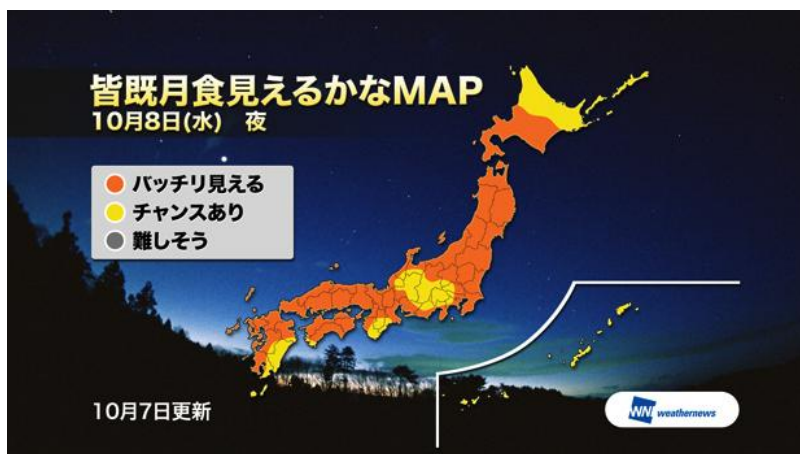 皆既月食見えるかなMAP
10月8日(水) 夜
バッチリ見える
チャンスあり
難しそう
10月7日更新
WNI weathernews